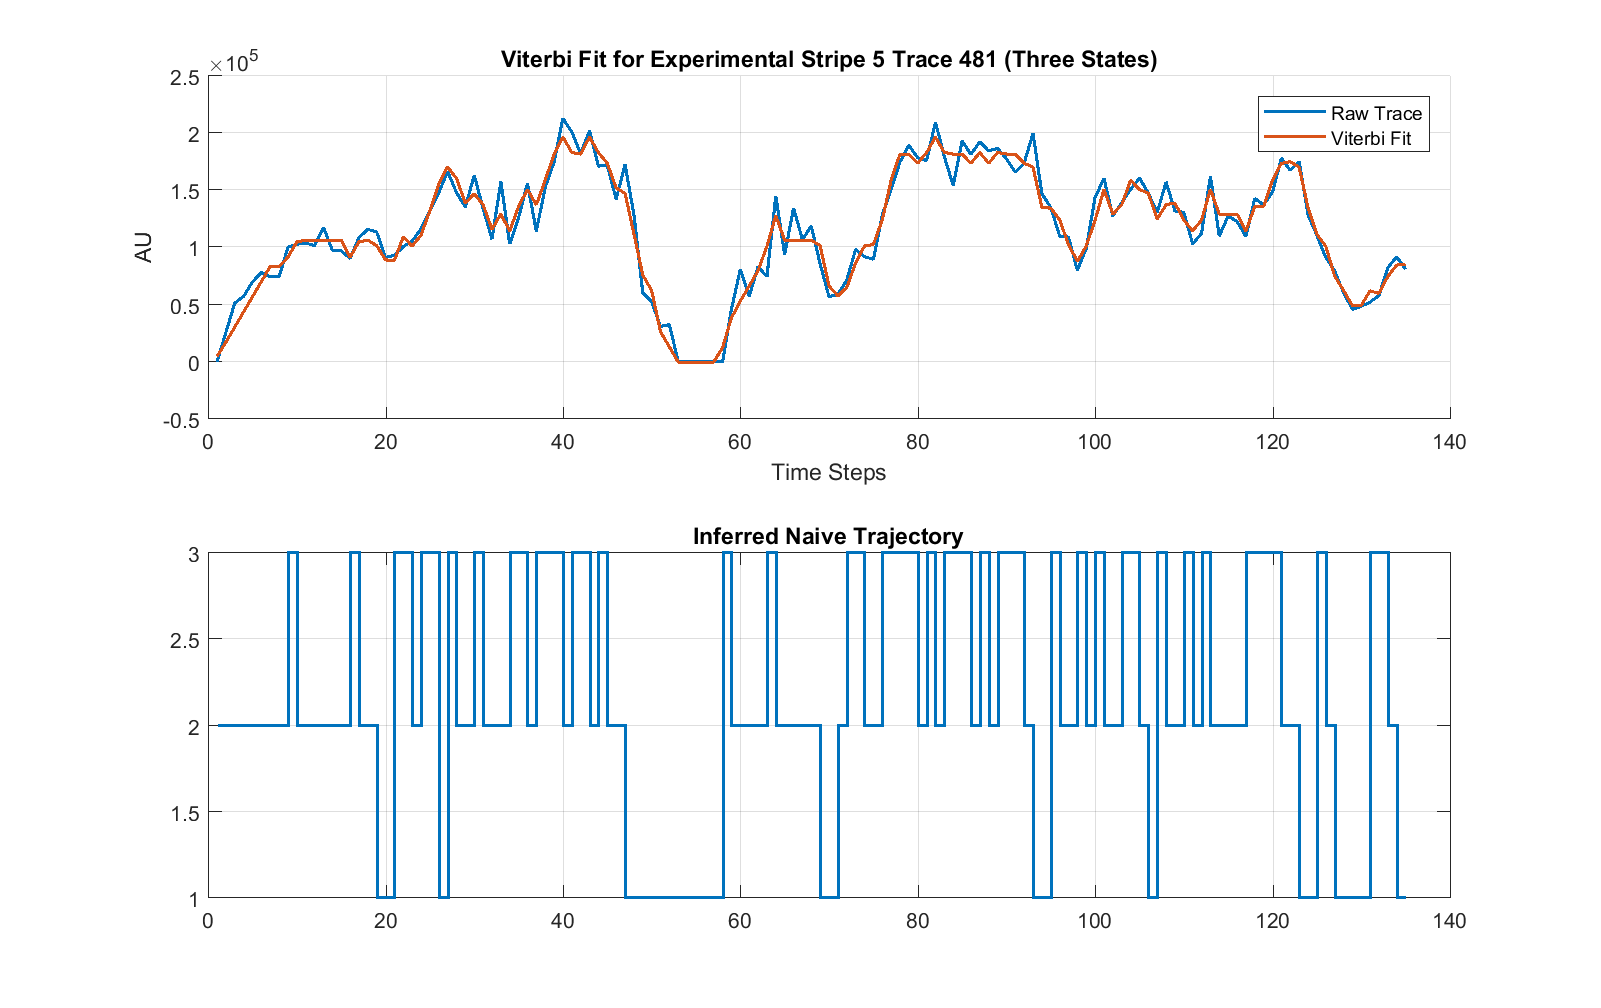 Viterbi Fit for Experimental Stripe 5 Trace 481 (Three States)
×10⁵
2.5
2
1.5
1
0.5
0
-0.5
AU
Raw Trace
Viterbi Fit
0 20 40 60 80 100 120 140
Time Steps
Inferred Naive Trajectory
3
2.5
2
1.5
1
0 20 40 60 80 100 120 140